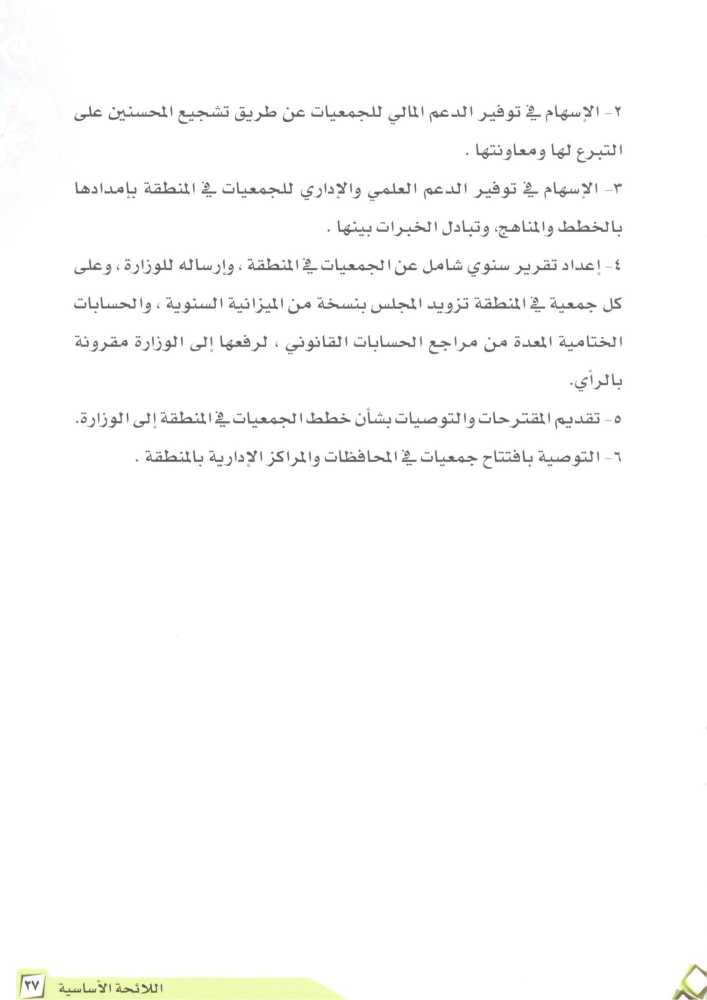 ٢- الإسهام في توفير الدعم المالي للجمعيات عن طريق تشجيع المحسنين على
التبرع لها ومعاونتها .
٣- الإسهام في توفير الدعم العلمي والإداري للجمعيات في المنطقة بإمدادها
بالخطط والمناهج، وتبادل الخبرات بينها .
٤- إعداد تقرير سنوي شامل عن الجمعيات في المنطقة ، وإرساله للوزارة ، وعلى
كل جمعية في المنطقة تزويد المجلس بنسخة من الميزانية السنوية ، والحسابات
الختامية المعدة من مراجع الحسابات القانوني ، لرفعها إلى الوزارة مقرونة
بالرأي.
٥- تقديم المقترحات والتوصيات بشأن خطط الجمعيات في المنطقة إلى الوزارة.
٦- التوصية بافتتاح جمعيات في المحافظات والمراكز الإدارية بالمنطقة .
اللائحة الأساسية ٢٧